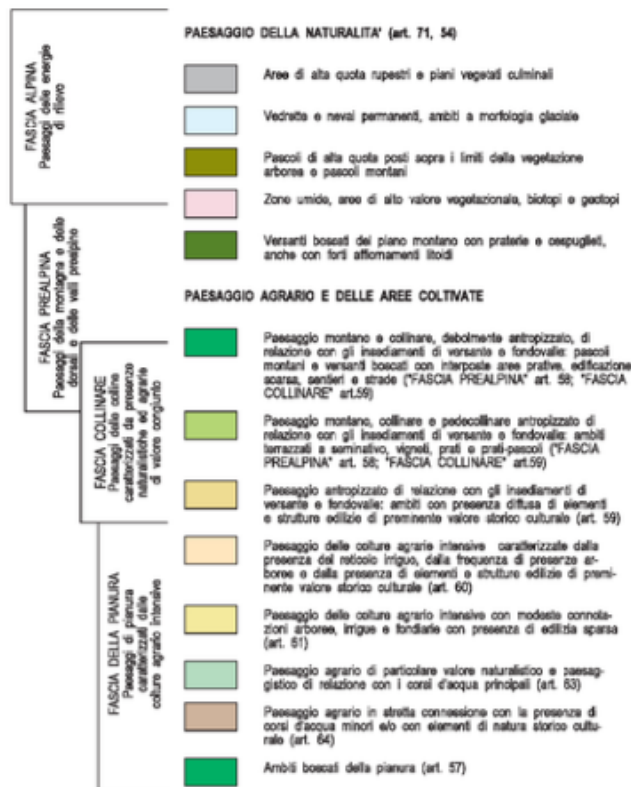 FASCIA ALPINA
Paesaggi delle energie
di rilievo
FASCIA PREALPINA
Paesaggi della montagna e delle
dorsali e delle valli prealpine
FASCIA COLLINARE
Paesaggi delle colline
caratterizzati da presenze
naturalistiche ed agrarie
di valore congiunto
FASCIA DELLA PIANURA
Paesaggi di pianura
caratterizzati dalle
colture agrario intensive
PAESAGGIO DELLA NATURALITA' (art. 71, 54)
Aree di alta quota rupestri e piani vegetati culminali
Vedrette e nevai permanenti, ambiti a morfologia glaciale
Pascoli di alta quota posti sopra i limiti della vegetazione
arborea e pascoli montani
Zone umide, aree di alto valore vegetazionale, biotopi e geotopi
Versanti boscati del piano montano con praterie e cespuglieti,
anche con forti affioramenti litoidi
PAESAGGIO AGRARIO E DELLE AREE COLTIVATE
Paesaggio montano e collinare, debolmente antropizzato, di
relazione con gli insediamenti di versante e fondovalle: pascoli
montani e versanti boscati con interposte aree prative, edificazione
scarsa, sentieri e strade ("FASCIA PREALPINA" art. 58; "FASCIA
COLLINARE" art.59)
Paesaggio montano, collinare e pedecollinare antropizzato di
relazione con gli insediamenti di versante e fondovalle: ambiti
terrazzati a seminativo, vigneti, prati e prati-pascoli ("FASCIA
PREALPINA" art. 58; "FASCIA COLLINARE" art.59)
Paesaggio antropizzato di relazione con gli insediamenti di
versante e fondovalle: ambiti con presenza diffusa di elementi
e strutture edilizie di preminente valore storico culturale (art. 59)
Paesaggio delle colture agrarie intensive caratterizzate dalla
presenza del reticolo irriguo, dalla frequenza di presenze ar-
boree e dalla presenza di elementi e strutture edilizie di premi-
nente valore storico culturale (art. 60)
Paesaggio delle colture agrario intensive con modeste connota-
zioni arboree, irrigue e fondiarie con presenza di edilizia sparsa
(art. 61)
Paesaggio agrario di particolare valore naturalistico e paesag-
gistico di relazione con i corsi d'acqua principali (art. 63)
Paesaggio agrario in stretta connessione con la presenza di
corsi d'acqua minori e/o con elementi di natura storico cultu-
rale (art. 64)
Ambiti boscati della pianura (art. 57)